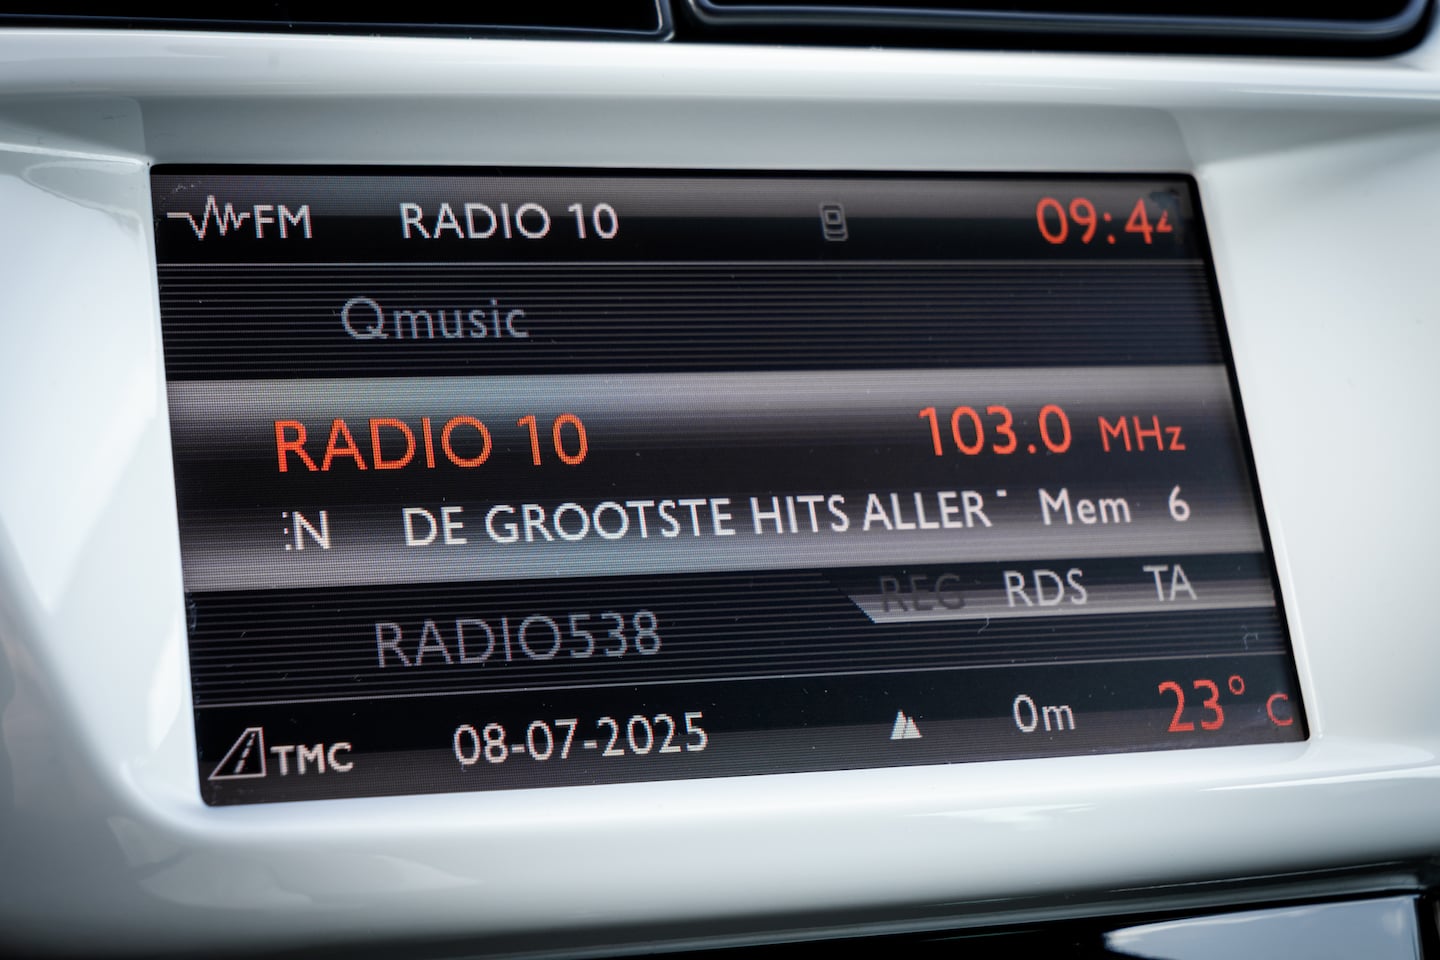 FM RADIO 10 09:44
Qmusic
RADIO 10 103.0 MHz
:N DE GROOTSTE HITS ALLER Mem 6
REG RDS TA
RADIO538
TMC 08-07-2025 0m 23° C